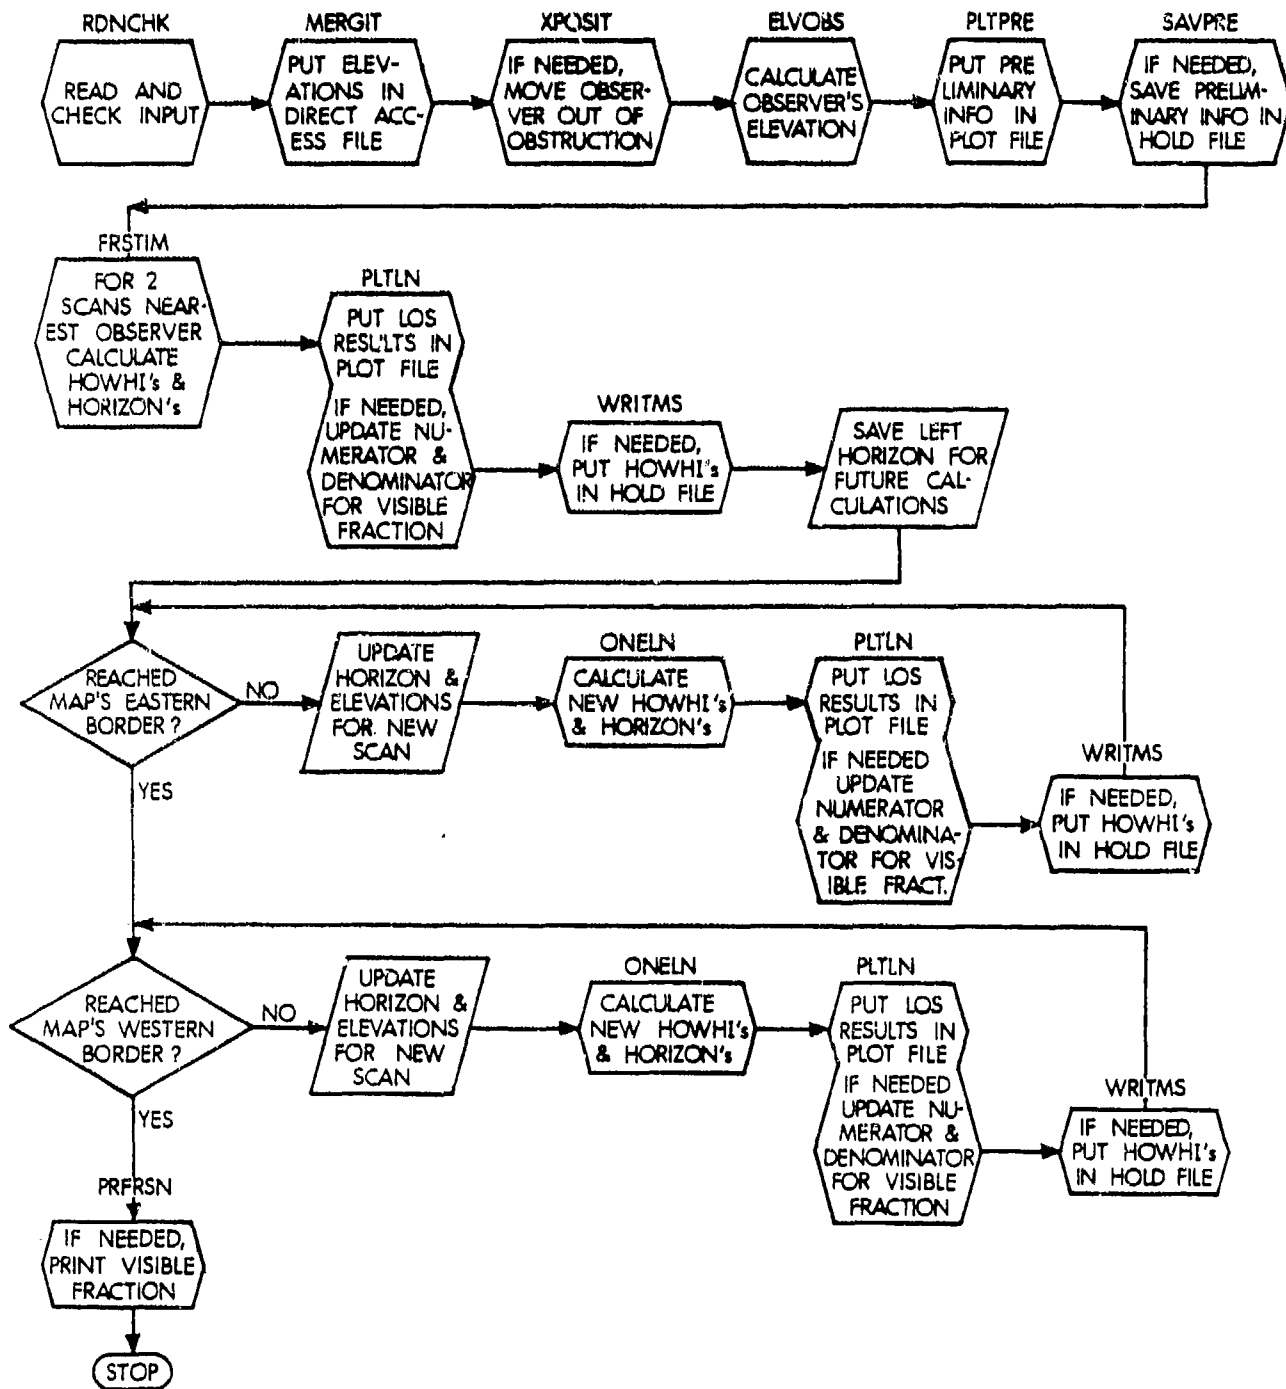 RDNCHK
READ AND
CHECK INPUT
MERGIT
PUT ELEV-
ATIONS IN
DIRECT ACC-
ESS FILE
XPOSIT
IF NEEDED,
MOVE OBSER-
VER OUT OF
OBSTRUCTION
ELVOBS
CALCULATE
OBSERVER'S
ELEVATION
PLTPRE
PUT PRE
LIMINARY
INFO IN
PLOT FILE
SAVPRE
IF NEEDED,
SAVE PRELIM-
INARY INFO IN
HOLD FILE
FRSTIM
FOR 2
SCANS NEAR-
EST OBSERVER
CALCULATE
HOWHI's &
HORIZON's
PLTLN
PUT LOS
RESULTS IN
PLOT FILE
IF NEEDED,
UPDATE NU-
MERATOR &
DENOMINATOR
FOR VISIBLE
FRACTION
WRITMS
IF NEEDED,
PUT HOWHI's
IN HOLD FILE
SAVE LEFT
HORIZON FOR
FUTURE CAL-
CULATIONS
REACHED
MAP'S EASTERN
BORDER?
NO
YES
UPDATE
HORIZON &
ELEVATIONS
FOR NEW
SCAN
ONELN
CALCULATE
NEW HOWHI's
& HORIZON's
PLTLN
PUT LOS
RESULTS IN
PLOT FILE
IF NEEDED
UPDATE
NUMERATOR
& DENOMINA-
TOR FOR VIS-
IBLE FRACT.
WRITMS
IF NEEDED,
PUT HOWHI's
IN HOLD FILE
REACHED
MAP'S WESTERN
BORDER?
NO
YES
UPDATE
HORIZON &
ELEVATIONS
FOR NEW
SCAN
ONELN
CALCULATE
NEW HOWHI's
& HORIZON's
PLTLN
PUT LOS
RESULTS IN
PLOT FILE
IF NEEDED
UPDATE NU-
MERATOR &
DENOMINATOR
FOR VISIBLE
FRACTION
WRITMS
IF NEEDED,
PUT HOWHI's
IN HOLD FILE
PRFRSN
IF NEEDED,
PRINT VISIBLE
FRACTION
STOP